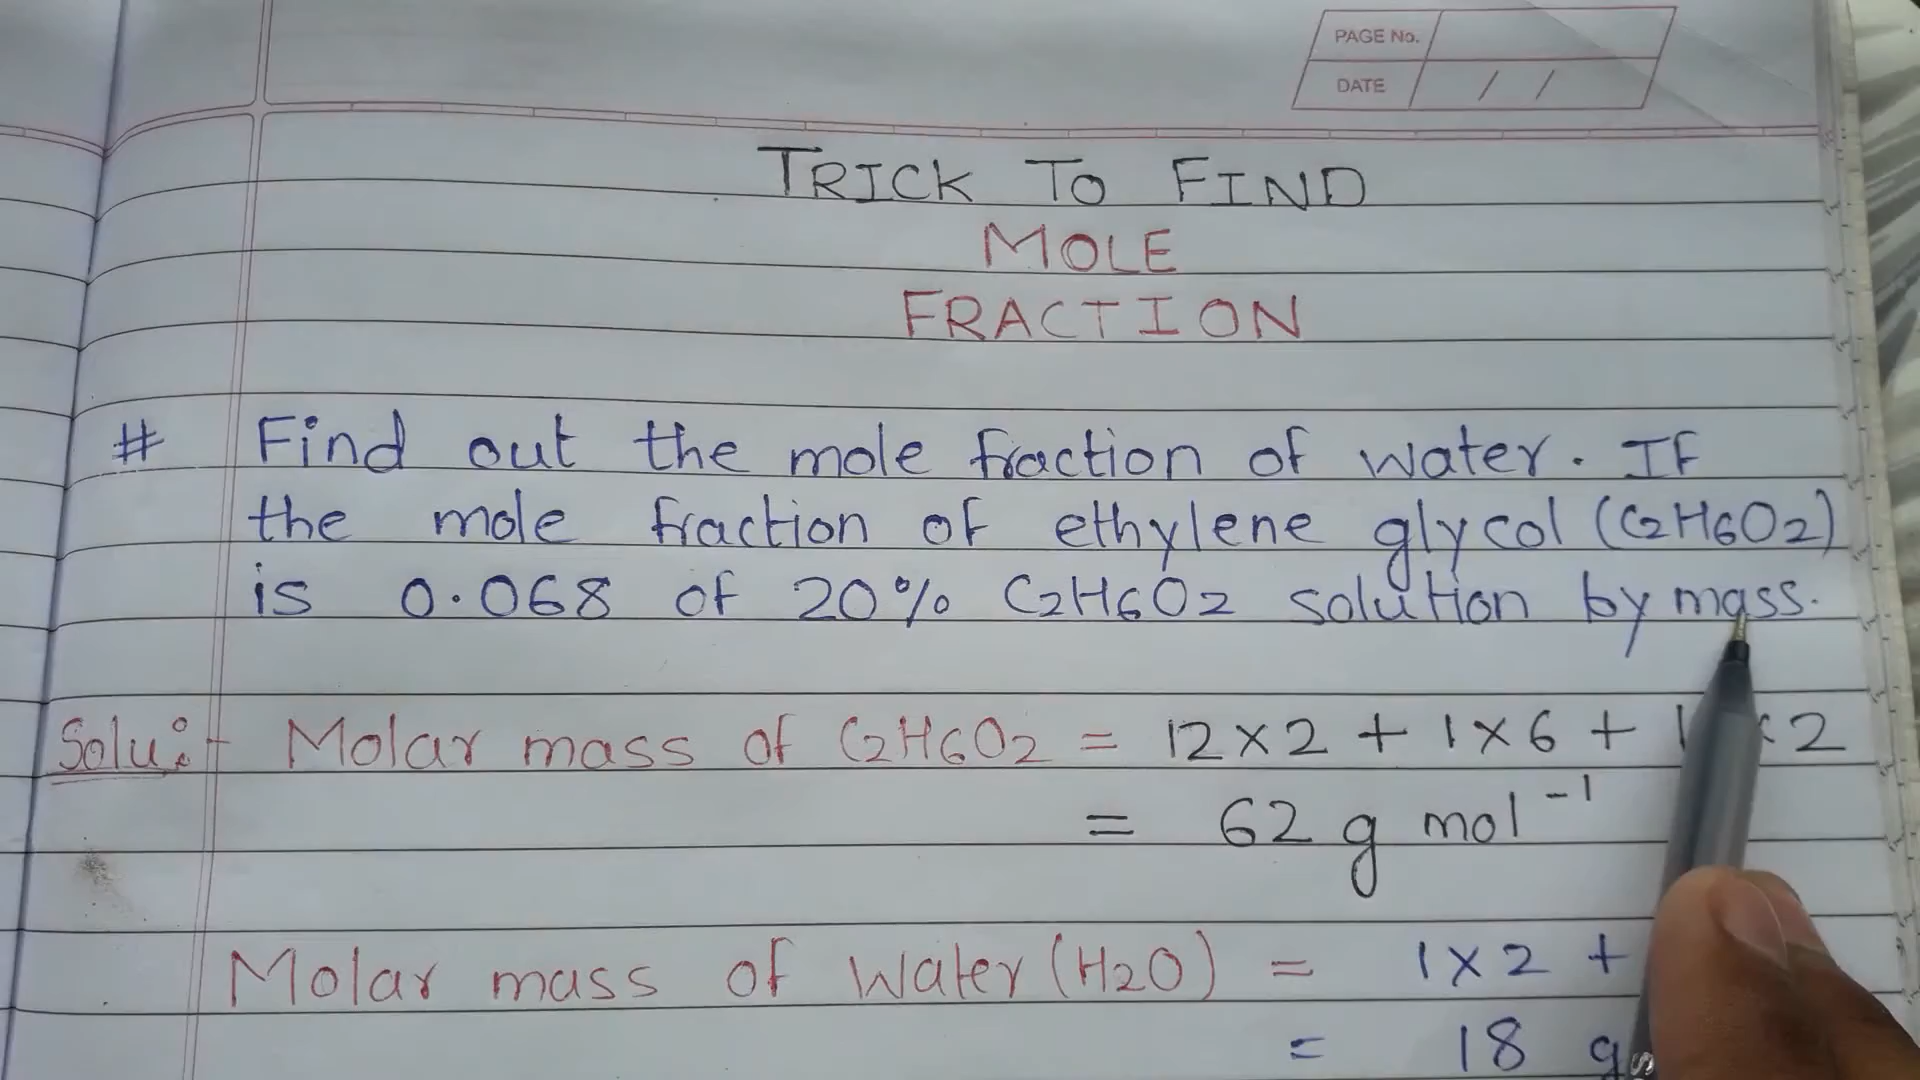 PAGE No.
DATE / /
TRICK TO FIND
MOLE
FRACTION
# Find out the mole fraction of water. If
the mole fraction of ethylene glycol (C2H6O2)
is 0.068 of 20% C2H6O2 solution by mass.
Solu:- Molar mass of C2H6O2 = 12 x 2 + 1 x 6 + 1 x 2
= 62 g mol⁻¹
Molar mass of water (H2O) = 1 x 2 +
= 18 g